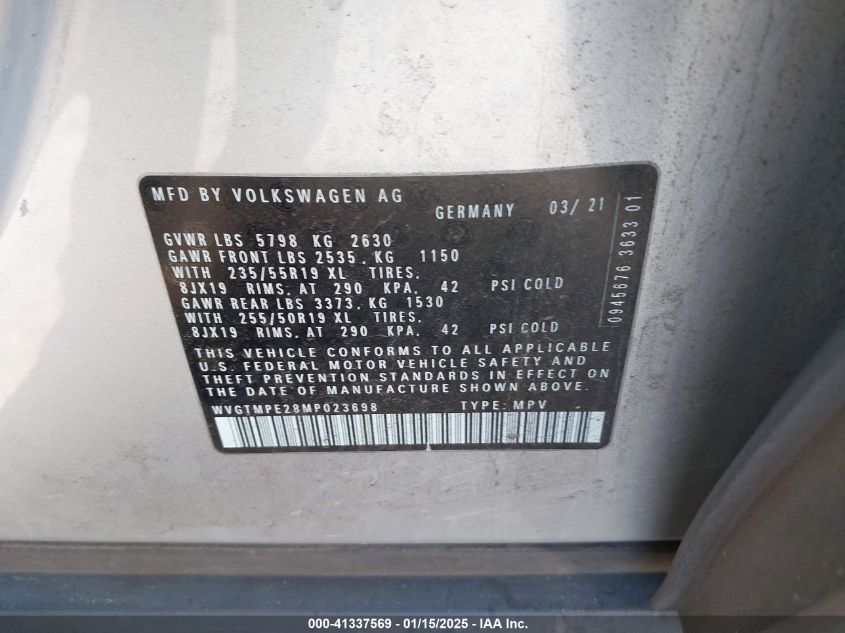 MFD BY VOLKSWAGEN AG
GERMANY 03/ 21
GVWR LBS 5798 KG 2630
GAWR FRONT LBS 2535. KG 1150
WITH 235/55R19 XL TIRES.
8JX19 RIMS. AT 290 KPA. 42 PSI COLD
GAWR REAR LBS 3373. KG 1530
WITH 255/50R19 XL TIRES.
8JX19 RIMS. AT 290 KPA. 42 PSI COLD
THIS VEHICLE CONFORMS TO ALL APPLICABLE
U.S. FEDERAL MOTOR VEHICLE SAFETY AND
THEFT PREVENTION STANDARDS IN EFFECT ON
THE DATE OF MANUFACTURE SHOWN ABOVE.
WVGTMPE28MP023698 TYPE: MPV
0945676 3633 01
000-41337569 - 01/15/2025 - IAA Inc.